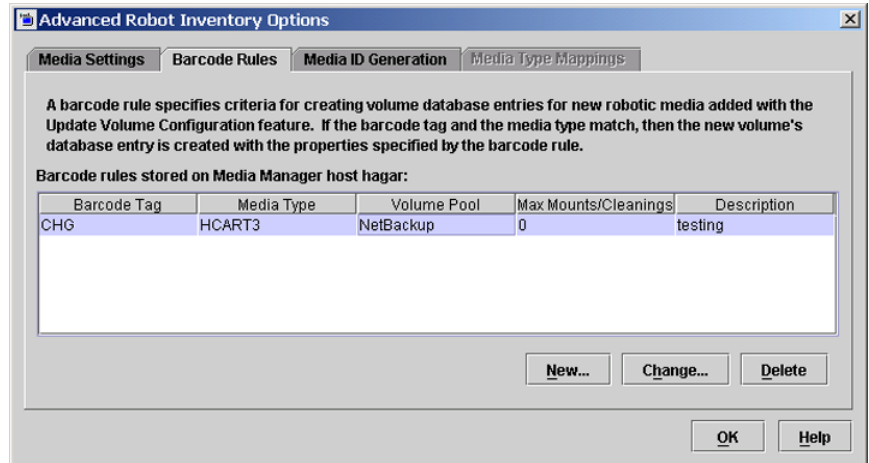 Advanced Robot Inventory Options
Media Settings Barcode Rules Media ID Generation Media Type Mappings
A barcode rule specifies criteria for creating volume database entries for new robotic media added with the
Update Volume Configuration feature. If the barcode tag and the media type match, then the new volume's
database entry is created with the properties specified by the barcode rule.
Barcode rules stored on Media Manager host hagar:
Barcode Tag Media Type Volume Pool Max Mounts/Cleanings Description
CHG HCART3 NetBackup 0 testing
New... Change... Delete
OK Help